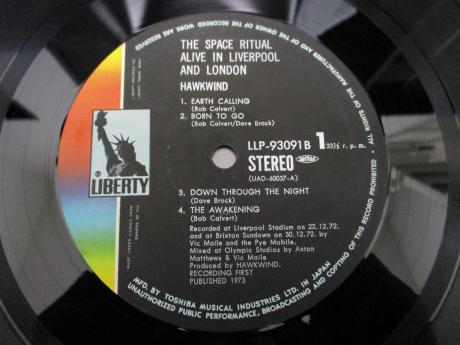 ALL RIGHTS OF THE MANUFACTURER AND OF THE OWNER OF THE RECORDED WORK ARE RESERVED
THE SPACE RITUAL
ALIVE IN LIVERPOOL
AND LONDON
HAWKWIND
1. EARTH CALLING
(Bob Calvert)
2. BORN TO GO
(Bob Calvert/Dave Brock)
LLP-93091B 1 33⅓ r. p. m.
STEREO
(UAD-60037-A)
LIBERTY
3. DOWN THROUGH THE NIGHT
(Dave Brock)
4. THE AWAKENING
(Bob Calvert)
Recorded at Liverpool Stadium on 22.12.72.
and at Brixton Sundown on 30.12.72 by
Vic Maile and the Pye Mobile.
Mixed at Olympic Studios by Anton
Matthews & Vic Maile
Produced by HAWKWIND.
RECORDING FIRST
PUBLISHED 1973
MFD. BY TOSHIBA MUSICAL INDUSTRIES LTD. IN JAPAN
UNAUTHORIZED PUBLIC PERFORMANCE, BROADCASTING AND COPYING OF THIS RECORD PROHIBITED